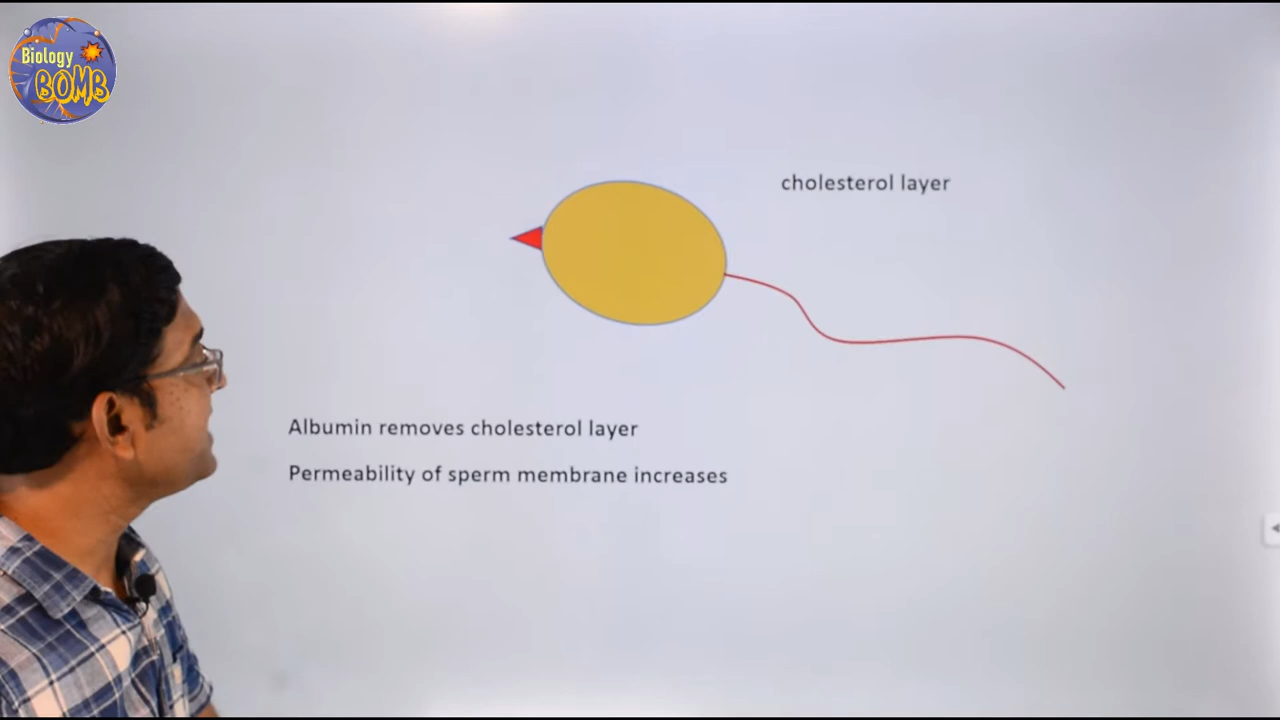 Biology
BOMB
cholesterol layer
Albumin removes cholesterol layer
Permeability of sperm membrane increases